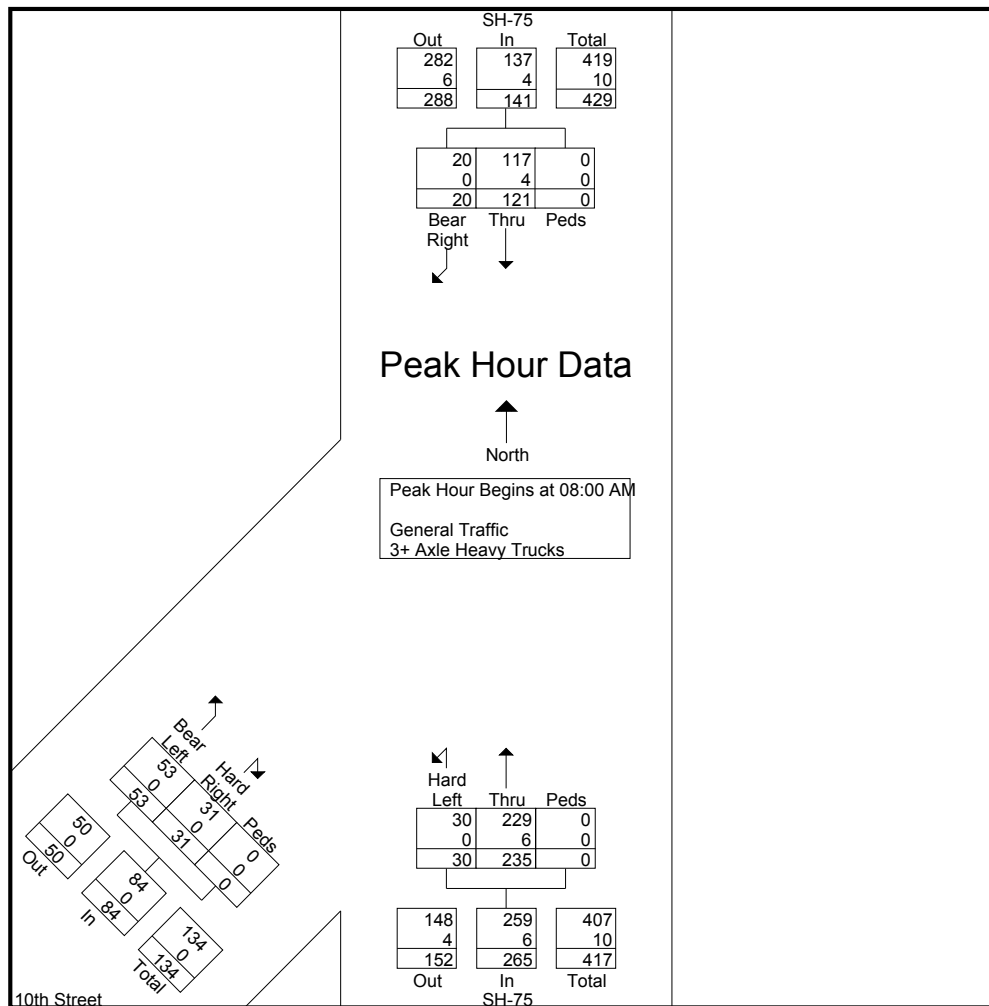 SH-75
Out In Total
282 137 419
6 4 10
288 141 429
20 117 0
0 4 0
20 121 0
Bear Right Thru Peds
Peak Hour Data
North
Peak Hour Begins at 08:00 AM
General Traffic
3+ Axle Heavy Trucks
Bear Left Hard Right Peds
53 31 0
0 0 0
53 31 0
50
0
50
Out
84
0
84
In
134
0
134
Total
10th Street
Hard Left Thru Peds
30 229 0
0 6 0
30 235 0
148 259 407
4 6 10
152 265 417
Out In Total
SH-75